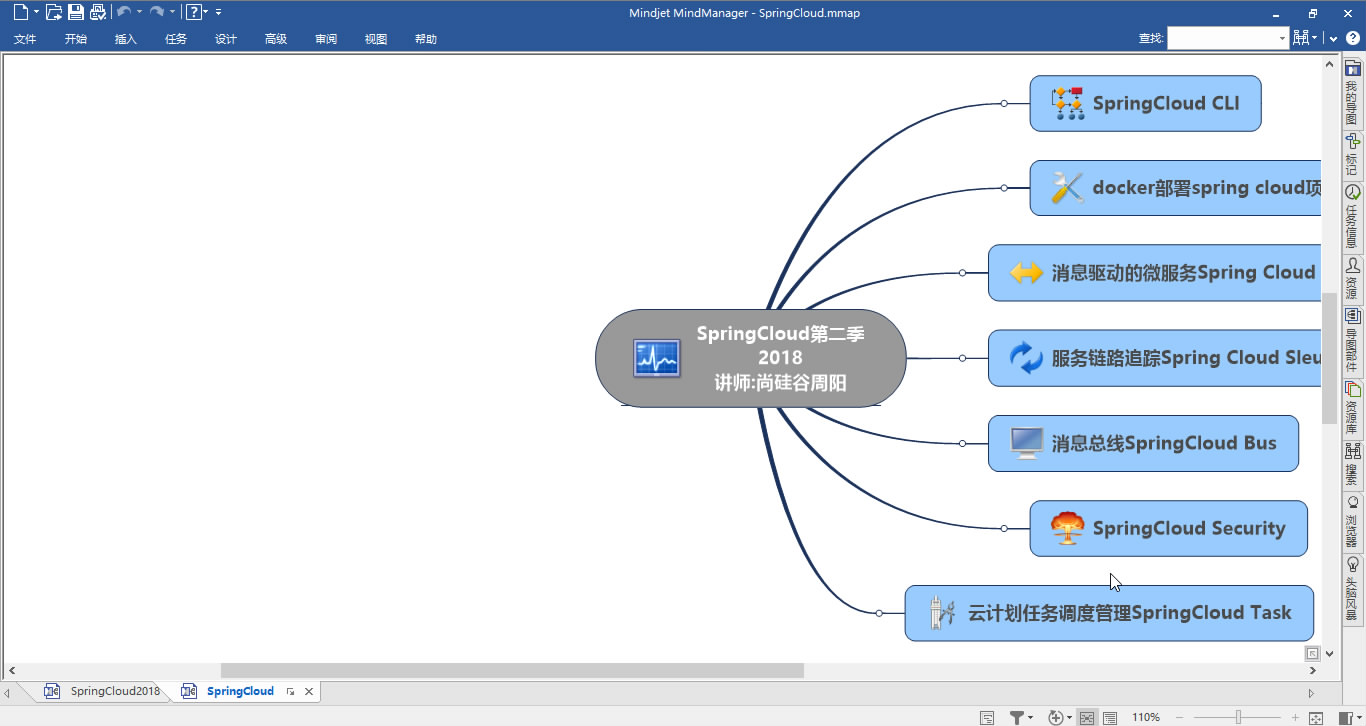 Mindjet MindManager - SpringCloud.mmap
文件 开始 插入 任务 设计 高级 审阅 视图 帮助 查找:
SpringCloud CLI
docker部署spring cloud项
消息驱动的微服务Spring Cloud
SpringCloud第二季
2018
讲师:尚硅谷周阳
服务链路追踪Spring Cloud Sleu
消息总线SpringCloud Bus
SpringCloud Security
云计划任务调度管理SpringCloud Task
我的导图
标记
任务信息
资源
导图部件
资源库
搜索
浏览器
头脑风暴
SpringCloud2018 SpringCloud
110%